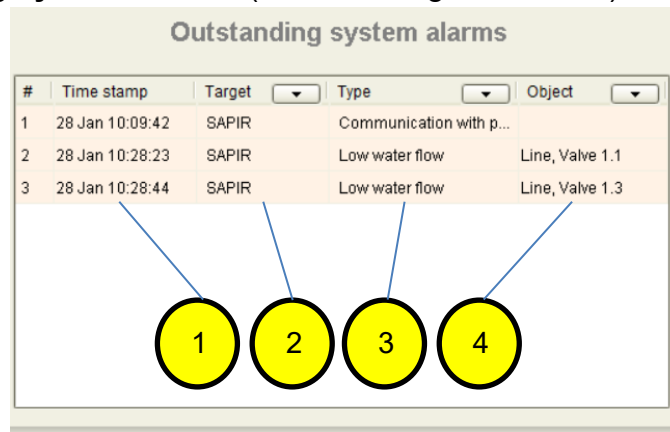 Outstanding system alarms
# Time stamp Target Type Object
1 28 Jan 10:09:42 SAPIR Communication with p...
2 28 Jan 10:28:23 SAPIR Low water flow Line, Valve 1.1
3 28 Jan 10:28:44 SAPIR Low water flow Line, Valve 1.3
1 2 3 4